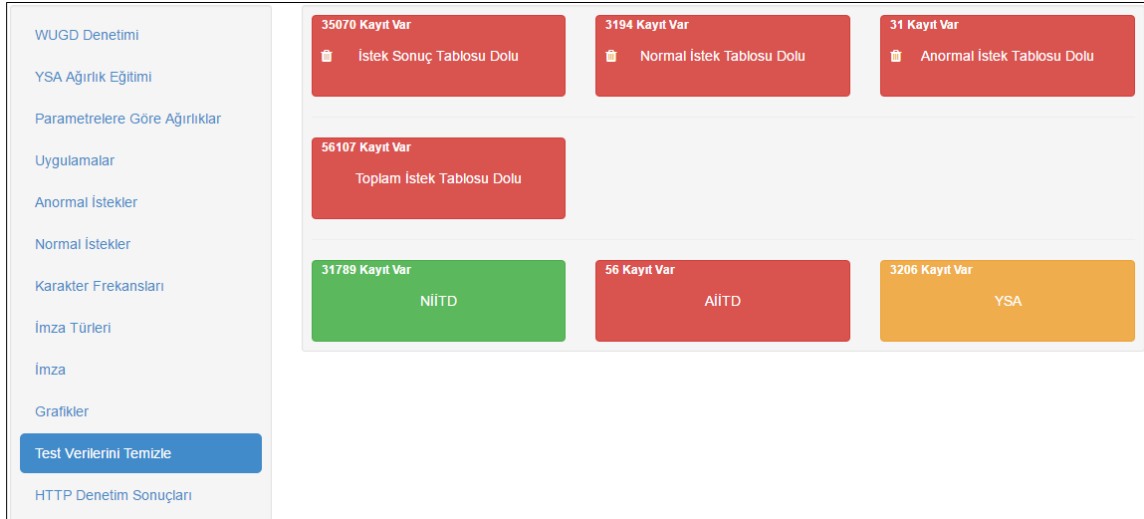 WUGD Denetimi
YSA Ağırlık Eğitimi
Parametrelere Göre Ağırlıklar
Uygulamalar
Anormal İstekler
Normal İstekler
Karakter Frekansları
İmza Türleri
İmza
Grafikler
Test Verilerini Temizle
HTTP Denetim Sonuçları
35070 Kayıt Var
İstek Sonuç Tablosu Dolu
3194 Kayıt Var
Normal İstek Tablosu Dolu
31 Kayıt Var
Anormal İstek Tablosu Dolu
56107 Kayıt Var
Toplam İstek Tablosu Dolu
31789 Kayıt Var
NİİTD
56 Kayıt Var
AİİTD
3206 Kayıt Var
YSA